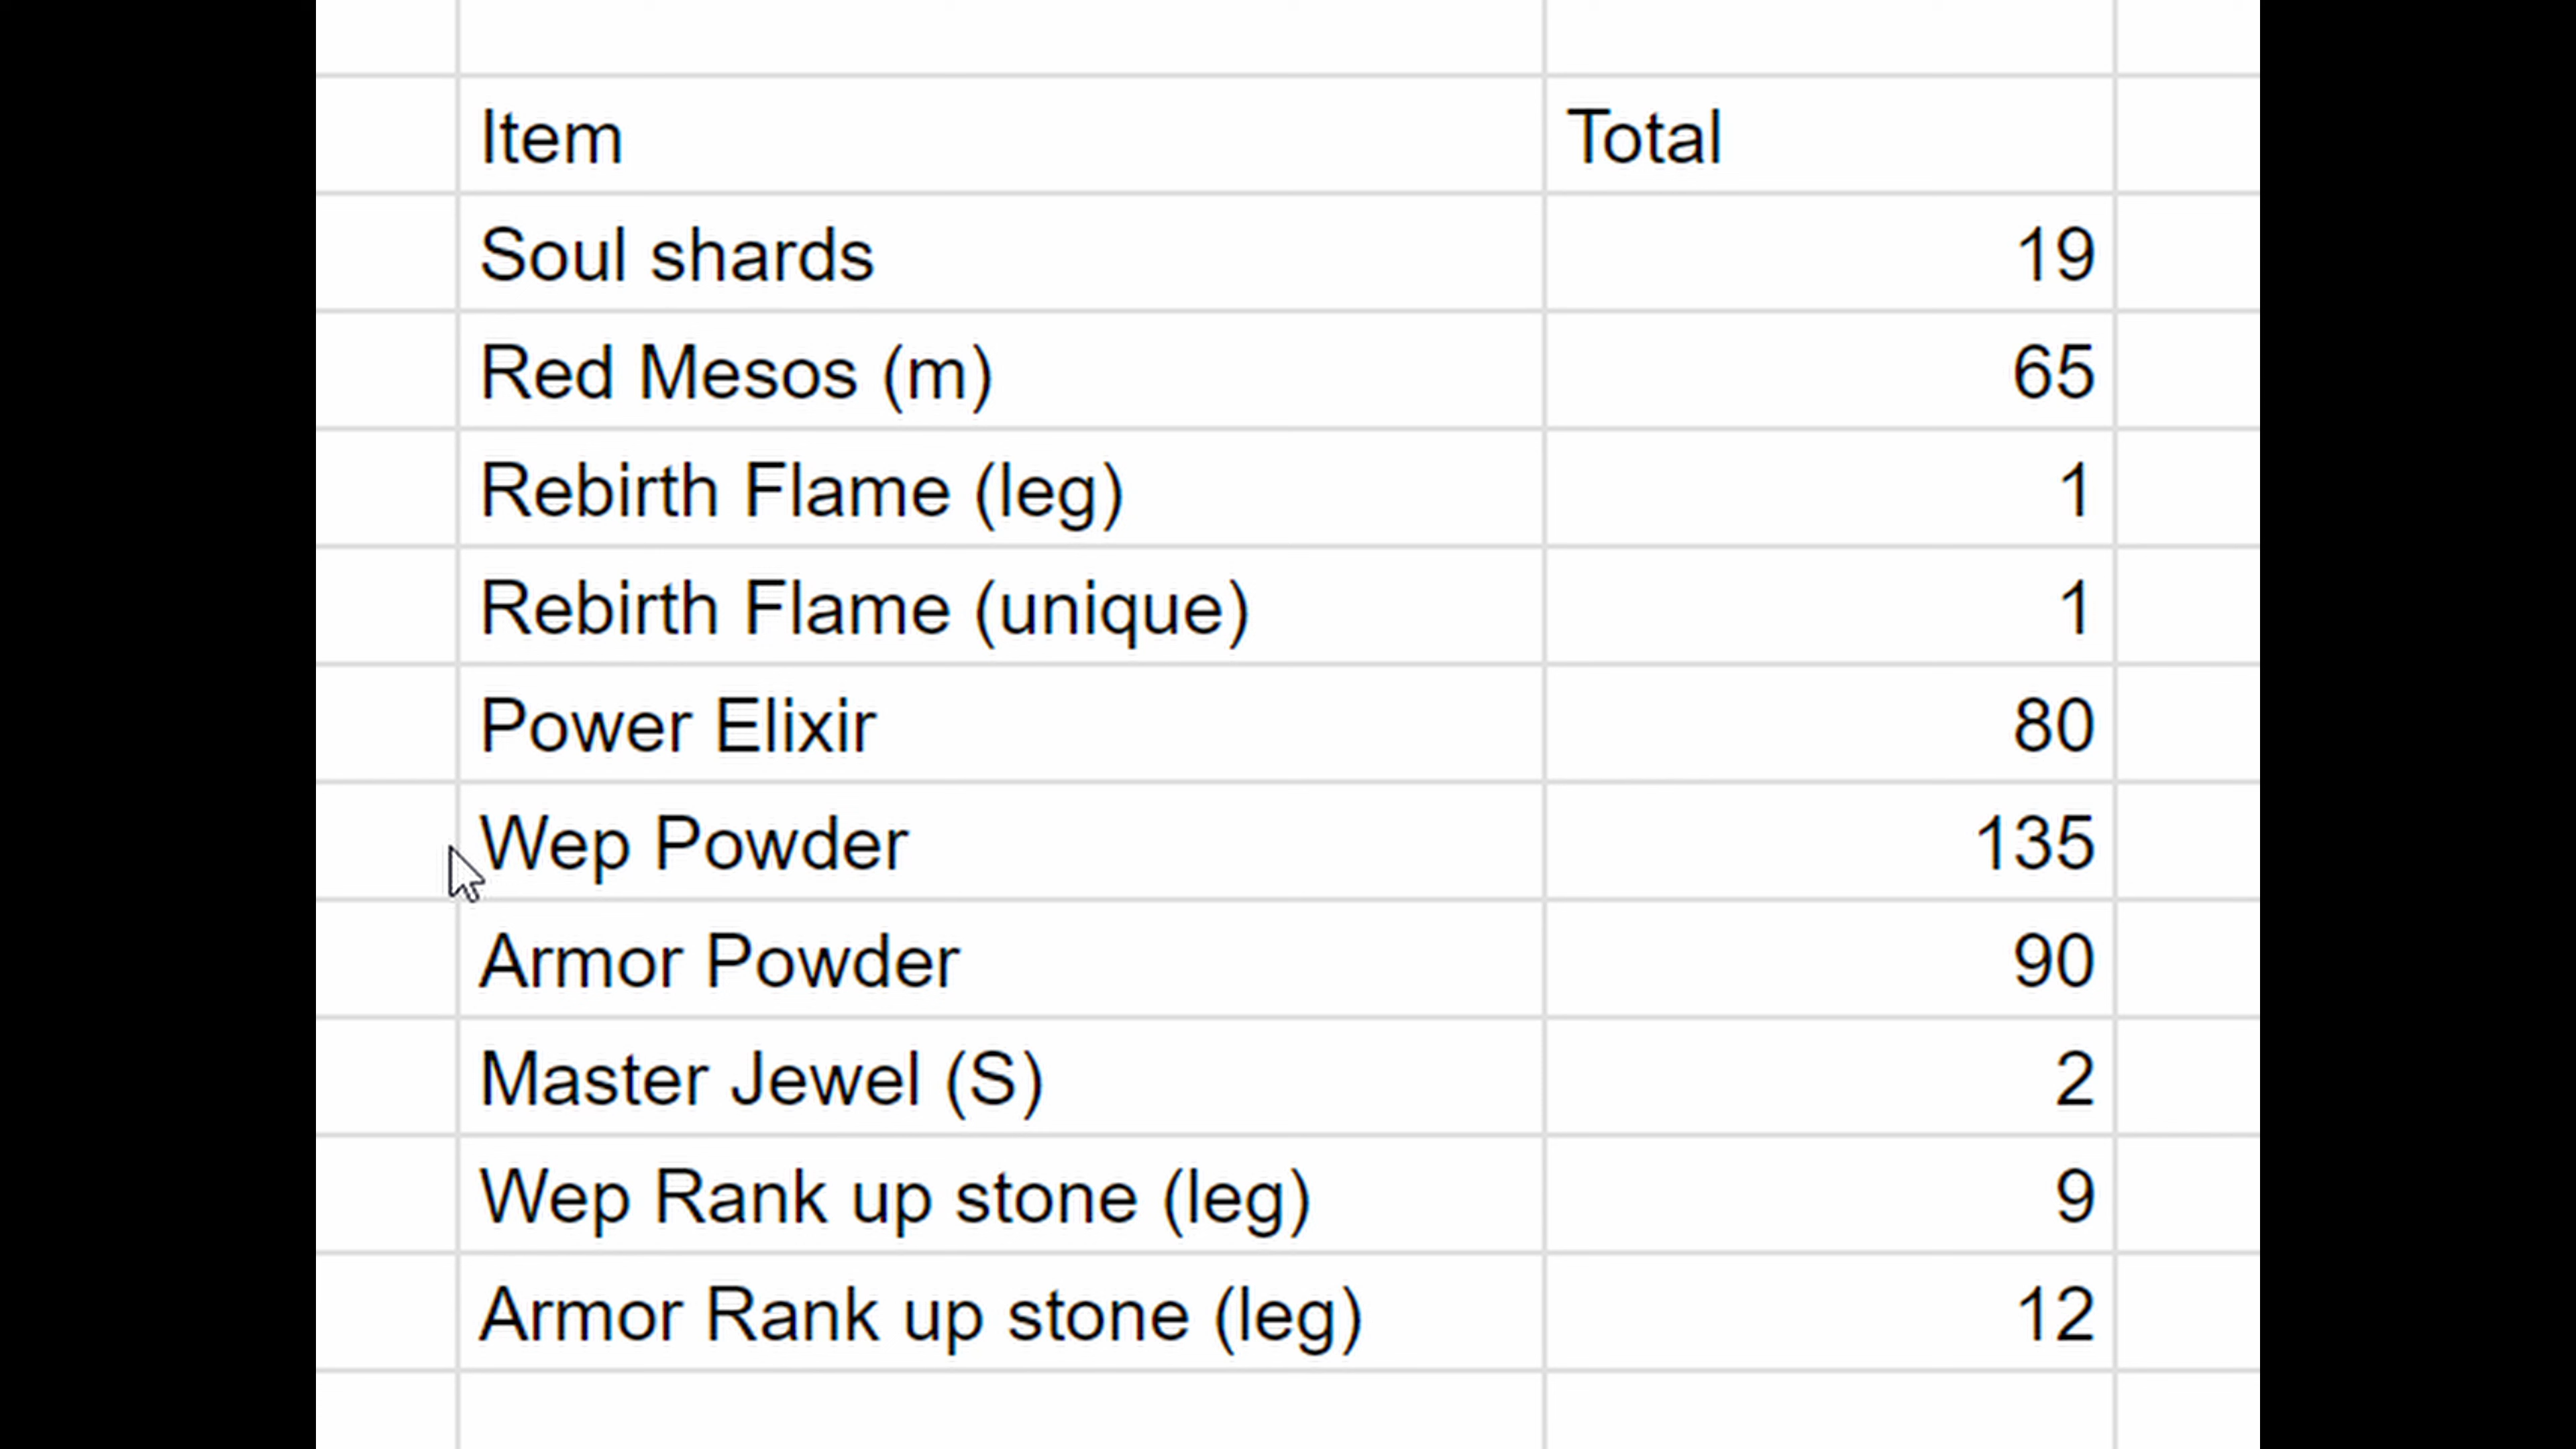 Item Total
Soul shards 19
Red Mesos (m) 65
Rebirth Flame (leg) 1
Rebirth Flame (unique) 1
Power Elixir 80
Wep Powder 135
Armor Powder 90
Master Jewel (S) 2
Wep Rank up stone (leg) 9
Armor Rank up stone (leg) 12